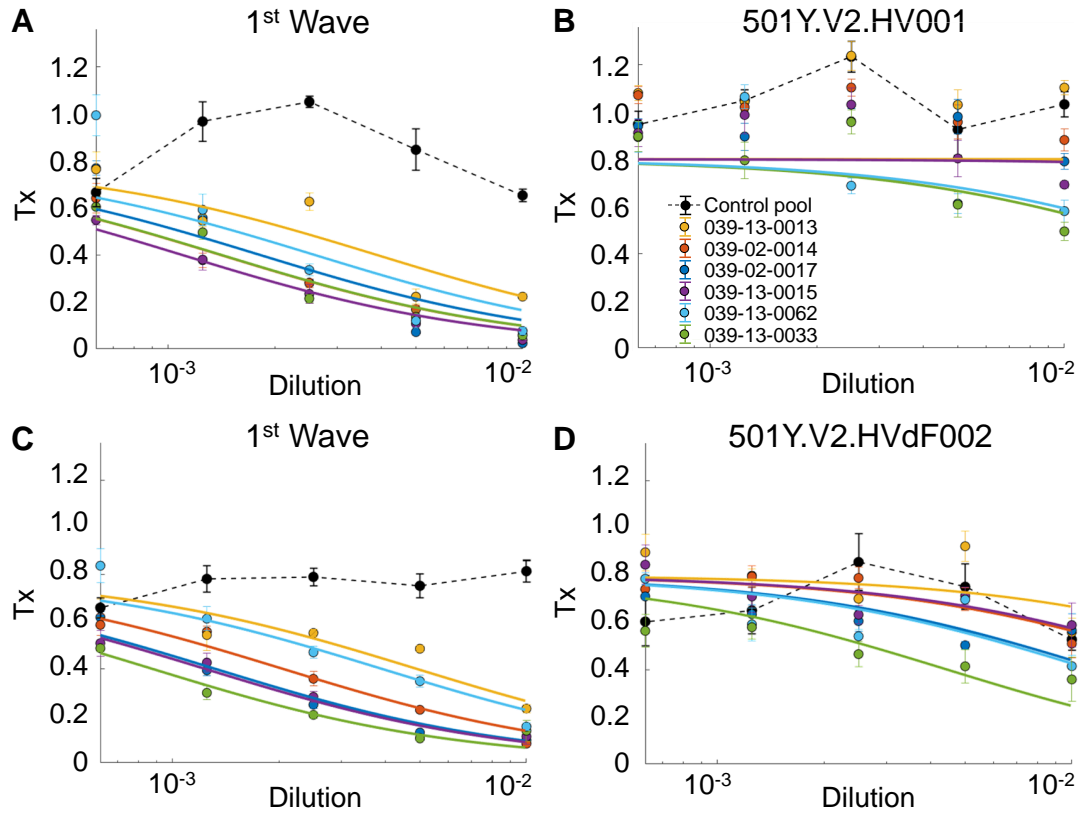 A
1st Wave
1.2
1.0
0.8
0.6
0.4
0.2
0
Tx
10-3
10-2
Dilution
B
501Y.V2.HV001
1.2
1.0
0.8
0.6
0.4
0.2
0
Tx
Control pool
039-13-0013
039-02-0014
039-02-0017
039-13-0015
039-13-0062
039-13-0033
10-3
10-2
Dilution
C
1st Wave
1.2
1.0
0.8
0.6
0.4
0.2
0
Tx
10-3
10-2
Dilution
D
501Y.V2.HVdF002
1.2
1.0
0.8
0.6
0.4
0.2
0
Tx
10-3
10-2
Dilution